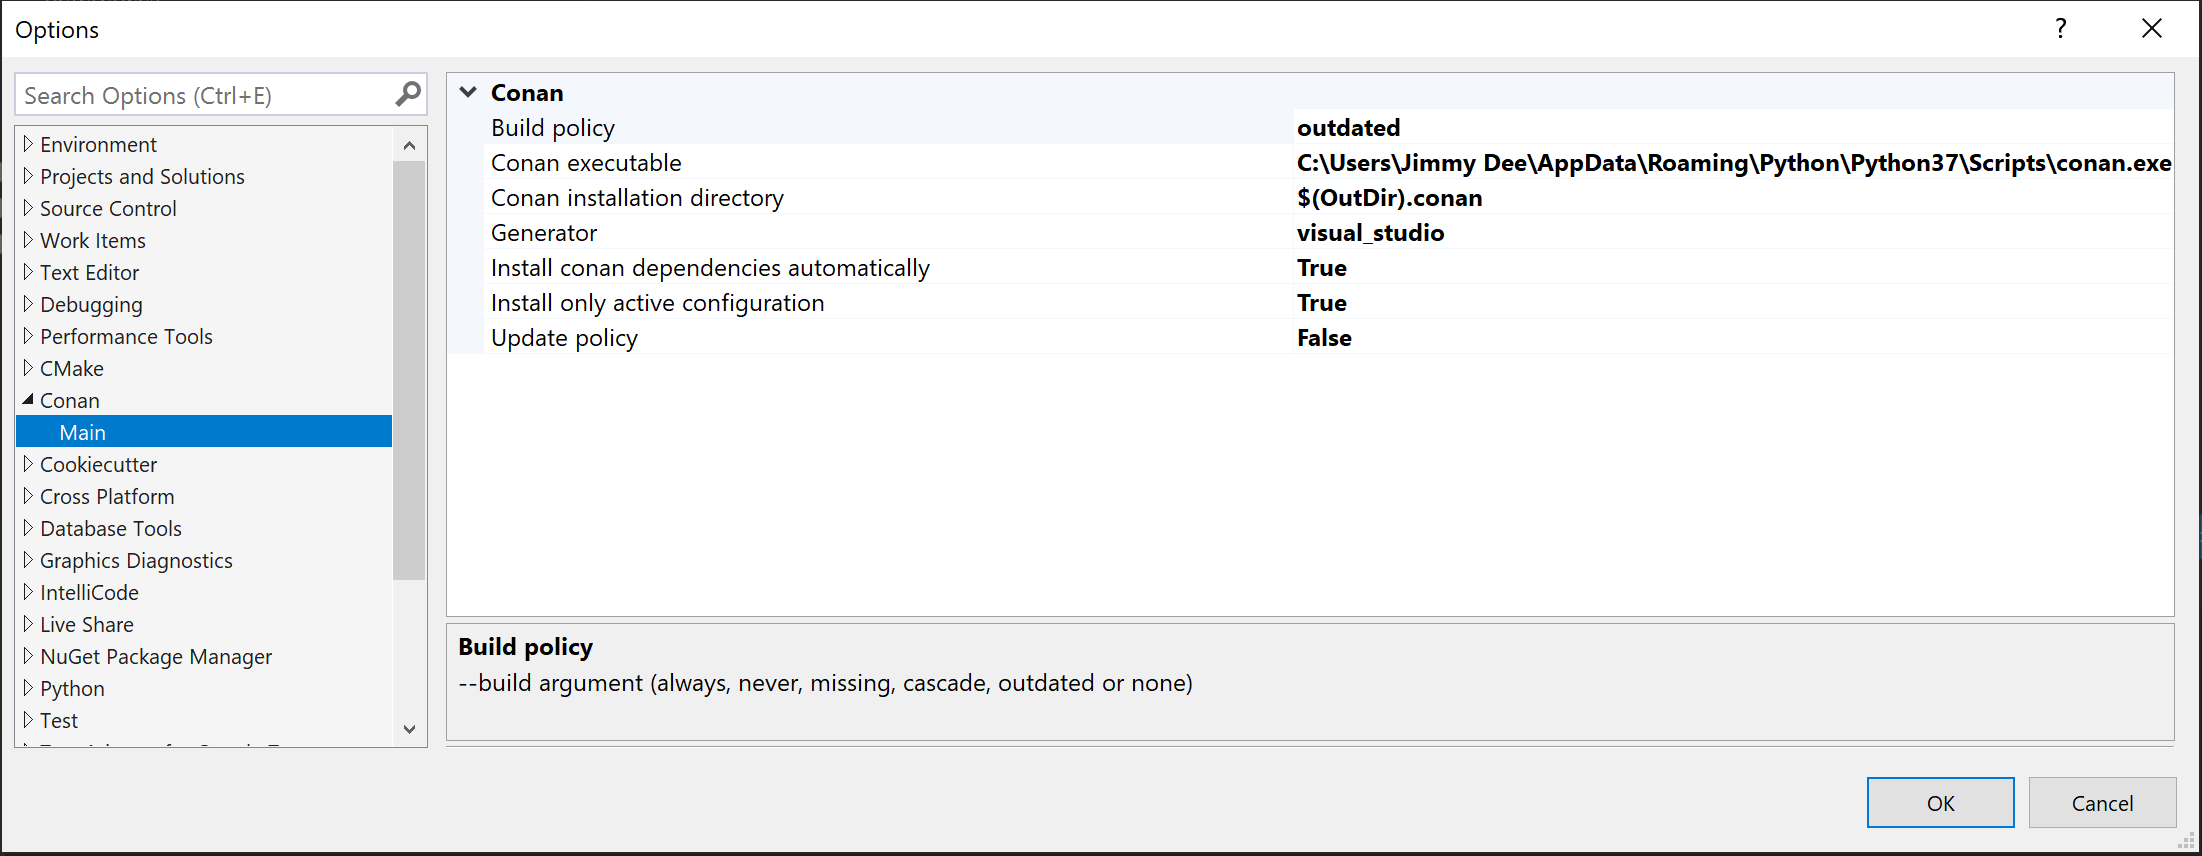 Options
?
Search Options (Ctrl+E)
Environment
Projects and Solutions
Source Control
Work Items
Text Editor
Debugging
Performance Tools
CMake
Conan
Main
Cookiecutter
Cross Platform
Database Tools
Graphics Diagnostics
IntelliCode
Live Share
NuGet Package Manager
Python
Test
Conan
Build policy outdated
Conan executable C:\Users\Jimmy Dee\AppData\Roaming\Python\Python37\Scripts\conan.exe
Conan installation directory $(OutDir).conan
Generator visual_studio
Install conan dependencies automatically True
Install only active configuration True
Update policy False
Build policy
--build argument (always, never, missing, cascade, outdated or none)
OK
Cancel